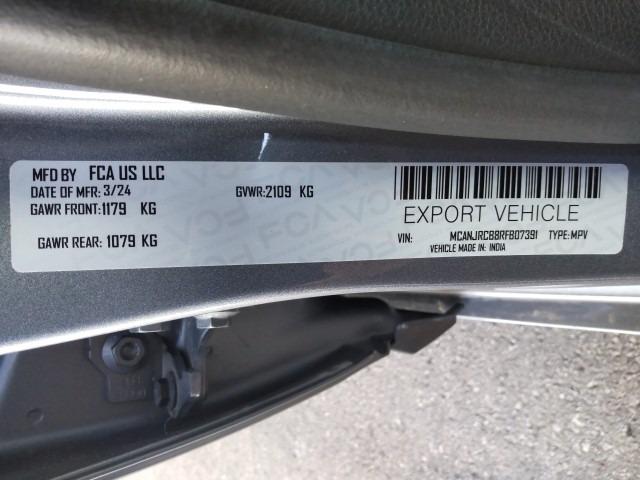 MFD BY FCA US LLC
DATE OF MFR: 3/24 GVWR: 2109 KG
GAWR FRONT: 1179 KG
EXPORT VEHICLE
GAWR REAR: 1079 KG
VIN: MCANJRCB8RFB07391 TYPE: MPV
VEHICLE MADE IN: INDIA